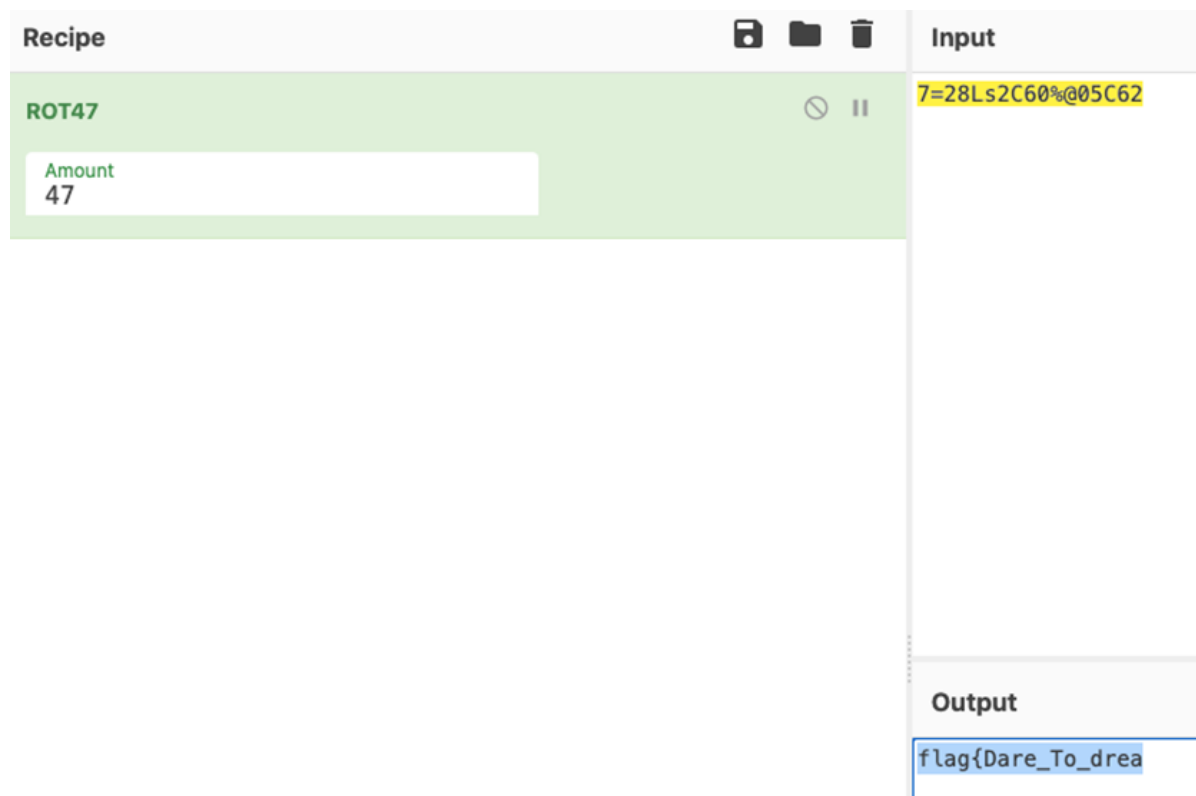 Recipe
Input
ROT47
7=28Ls2C60%@05C62
Amount
47
Output
flag{Dare_To_drea